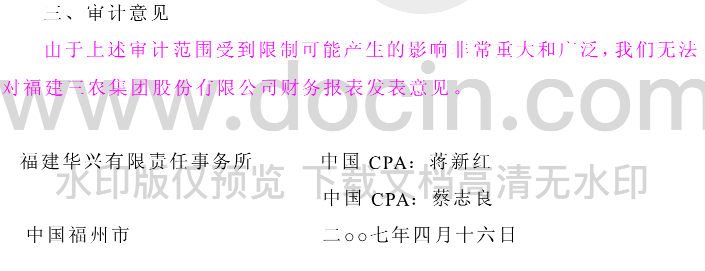 三、审计意见
由于上述审计范围受到限制可能产生的影响非常重大和广泛,我们无法
对福建三农集团股份有限公司财务报表发表意见。
www.docin.com
福建华兴有限责任事务所 中国 CPA：蒋新红
水印版仅预览 下载文档高清无水印
中国 CPA：蔡志良
中国福州市 二○○七年四月十六日